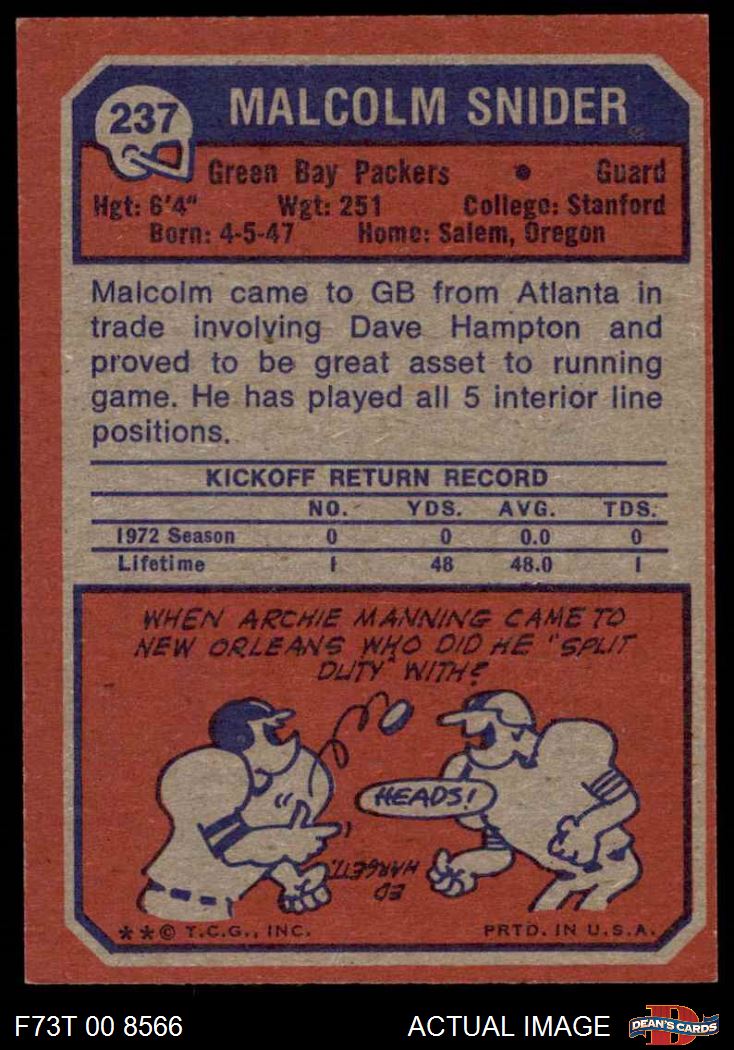 237
MALCOLM SNIDER
Green Bay Packers • Guard
Hgt: 6'4" Wgt: 251 College: Stanford
Born: 4-5-47 Home: Salem, Oregon
Malcolm came to GB from Atlanta in
trade involving Dave Hampton and
proved to be great asset to running
game. He has played all 5 interior line
positions.
KICKOFF RETURN RECORD
NO. YDS. AVG. TDS.
1972 Season 0 0 0.0 0
Lifetime 1 48 48.0 1
WHEN ARCHIE MANNING CAME TO
NEW ORLEANS WHO DID HE "SPLIT
DUTY" WITH?
HEADS!
ED
HARGETT.
**© T.C.G., INC. PRTD. IN U.S.A.
F73T 00 8566 ACTUAL IMAGE DEAN'S CARDS